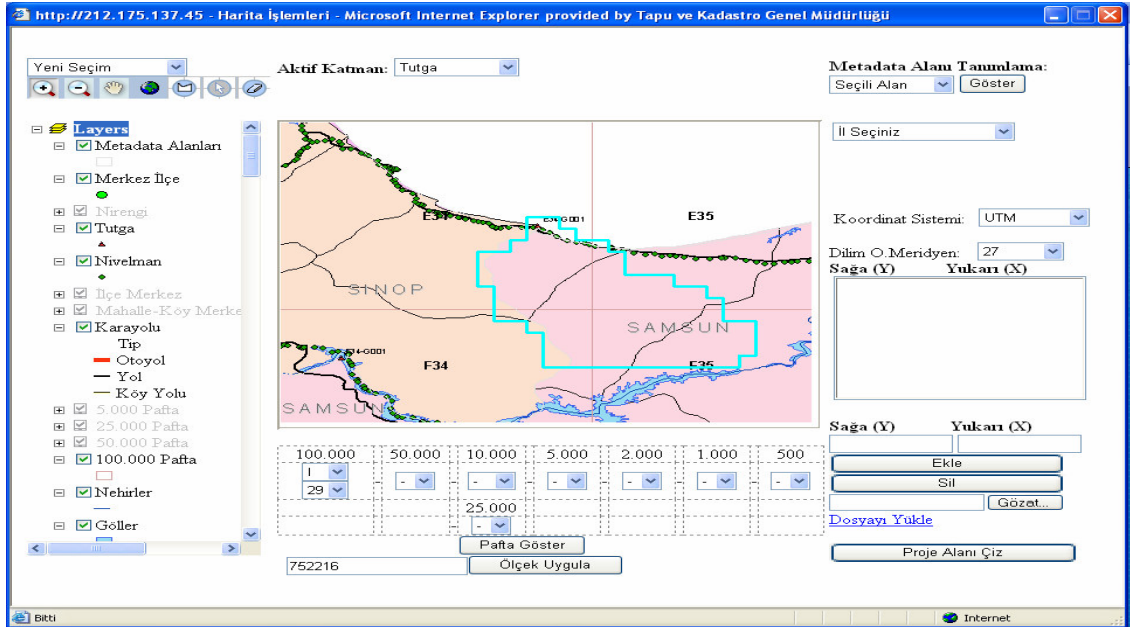 http://212.175.137.45 - Harita İşlemleri - Microsoft Internet Explorer provided by Tapu ve Kadastro Genel Müdürlüğü
Yeni Seçim
Aktif Katman: Tutga
Metadata Alanı Tanımlama:
Seçili Alan Göster
İl Seçiniz
Layers
Metadata Alanları
Merkez İlçe
Nirengi
Tutga
Nivelman
İlçe Merkez
Mahalle-Köy Merke
Karayolu
Tip
Otoyol
Yol
Köy Yolu
5.000 Pafta
25.000 Pafta
50.000 Pafta
100.000 Pafta
Nehirler
Göller
E34 E34-G001 E35
SINOP
SAMSUN
F34-G001
F34 F35
SAMSUN
Koordinat Sistemi: UTM
Dilim O.Meridyen: 27
Sağa (Y) Yukarı (X)
Sağa (Y) Yukarı (X)
Ekle
Sil
Gözat...
Dosyayı Yükle
Proje Alanı Çiz
100.000 50.000 10.000 5.000 2.000 1.000 500
I
29 - - - - - - - - - - - -
25.000
- -
Pafta Göster
752216 Ölçek Uygula
Bitti Internet